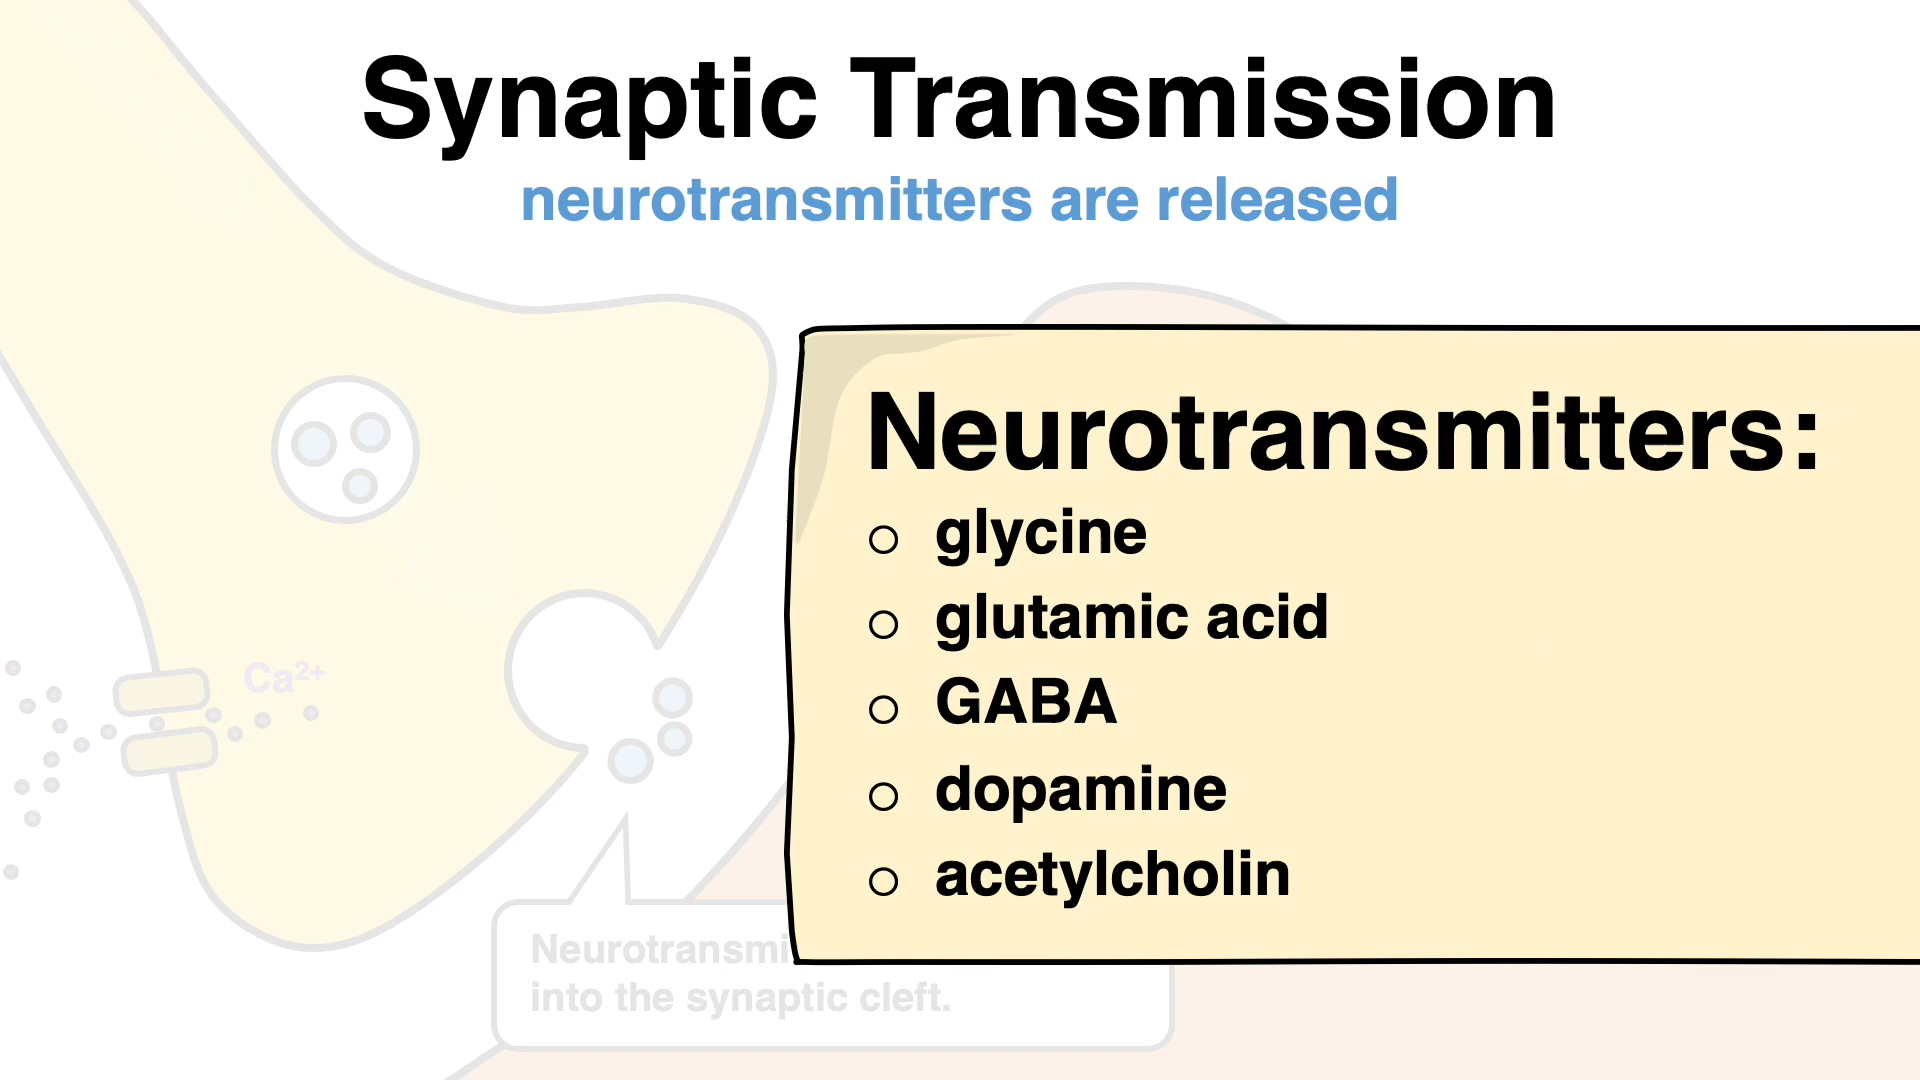 Synaptic Transmission
neurotransmitters are released
Neurotransmitters:
glycine
glutamic acid
GABA
dopamine
acetylcholin
Ca²⁺
Neurotransmi
into the synaptic cleft.